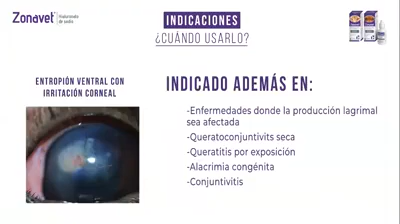 Zonavet
Hialuronato
de sodio
INDICACIONES
¿CUÁNDO USARLO?
ENTROPIÓN VENTRAL CON
IRRITACIÓN CORNEAL
INDICADO ADEMÁS EN:
-Enfermedades donde la producción lagrimal
sea afectada
-Queratoconjuntivits seca
-Queratitis por exposición
-Alacrimia congénita
-Conjuntivitis